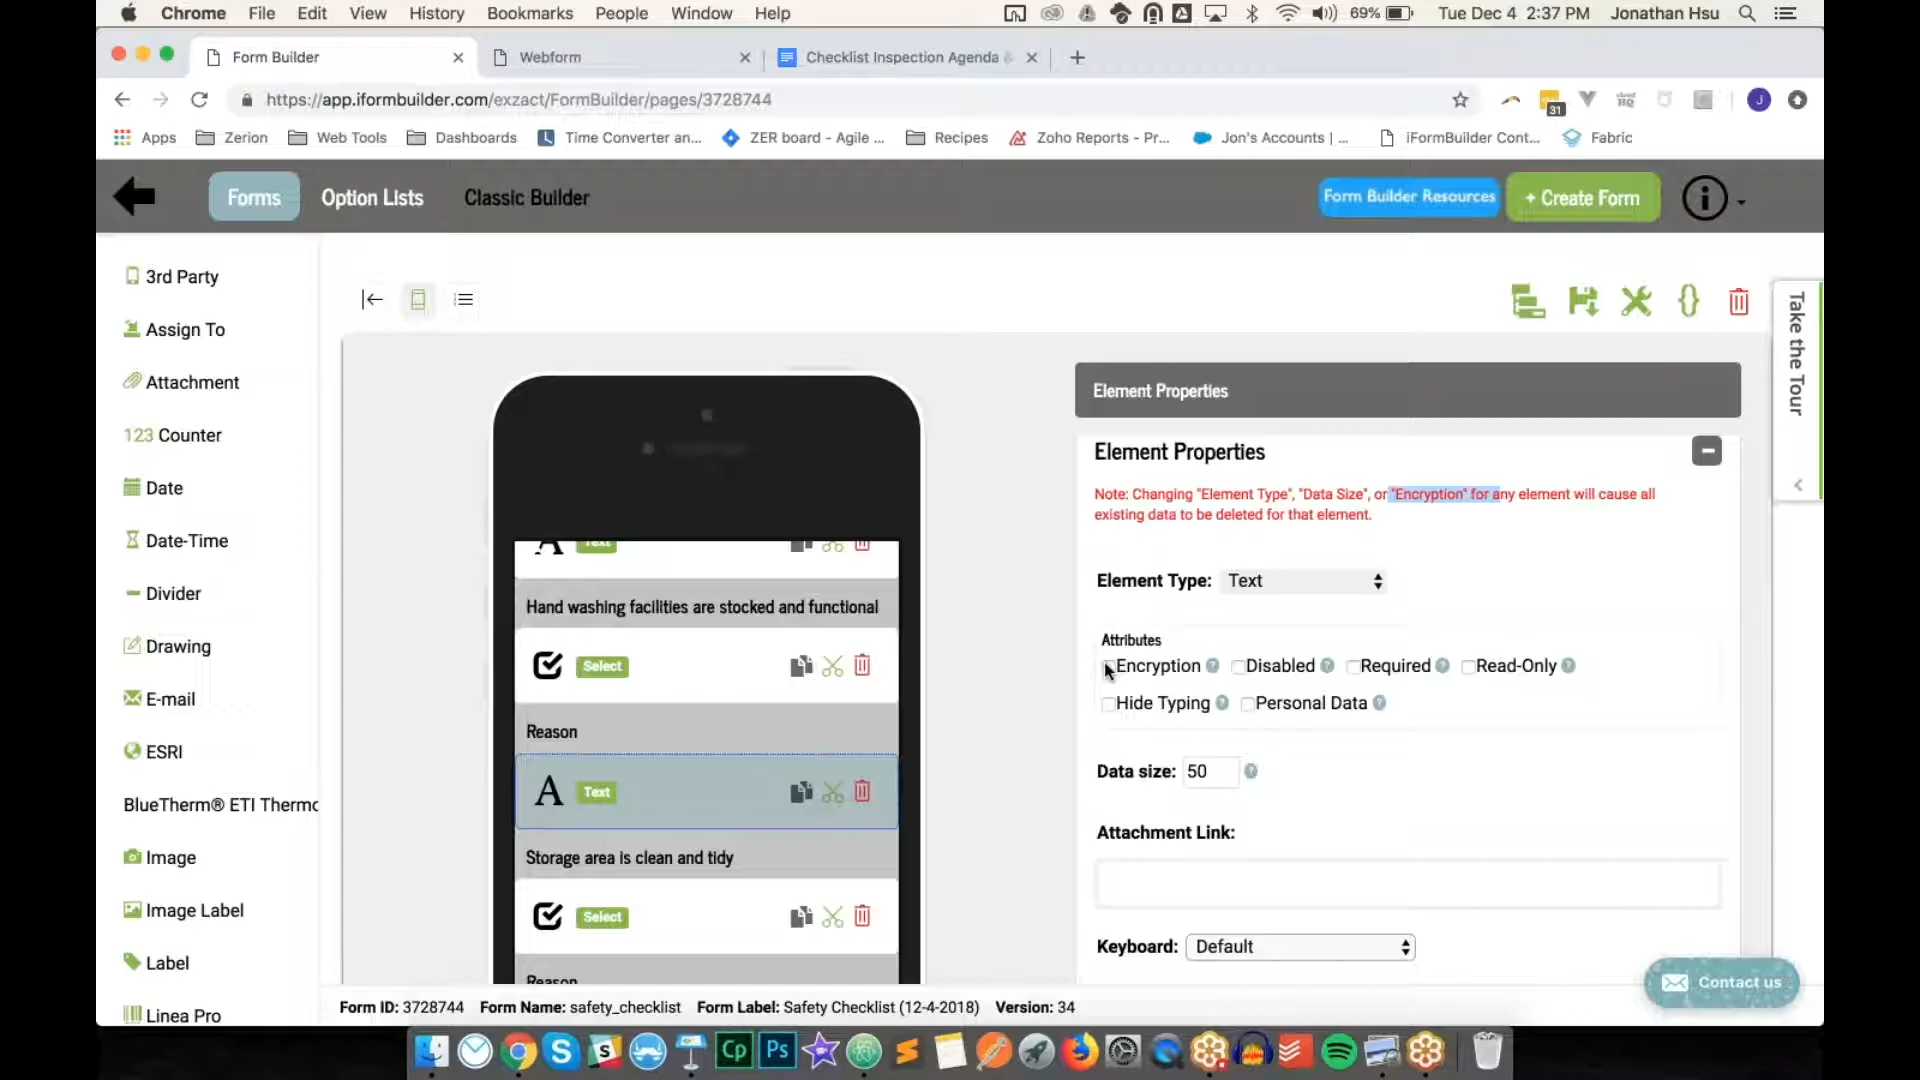 Chrome File Edit View History Bookmarks People Window Help 69% Tue Dec 4 2:37 PM Jonathan Hsu
Form Builder Webform Checklist Inspection Agenda
https://app.iformbuilder.com/exzact/FormBuilder/pages/3728744
31 J
Apps Zerion Web Tools Dashboards Time Converter an... ZER board - Agile ... Recipes Zoho Reports - Pr... Jon's Accounts | ... iFormBuilder Cont... Fabric
Forms Option Lists Classic Builder Form Builder Resources + Create Form
3rd Party
Assign To
Attachment
123 Counter
Date
Date-Time
Divider
Drawing
E-mail
ESRI
BlueTherm® ETI Thermo
Image
Image Label
Label
Linea Pro
Text
Hand washing facilities are stocked and functional
Select
Reason
Text
Storage area is clean and tidy
Select
Reason
Element Properties
Element Properties
Note: Changing "Element Type", "Data Size", or "Encryption" for any element will cause all
existing data to be deleted for that element.
Element Type: Text
Attributes
Encryption Disabled Required Read-Only
Hide Typing Personal Data
Data size: 50
Attachment Link:
Keyboard: Default
Take the Tour
Contact us
Form ID: 3728744 Form Name: safety_checklist Form Label: Safety Checklist (12-4-2018) Version: 34
Cp Ps